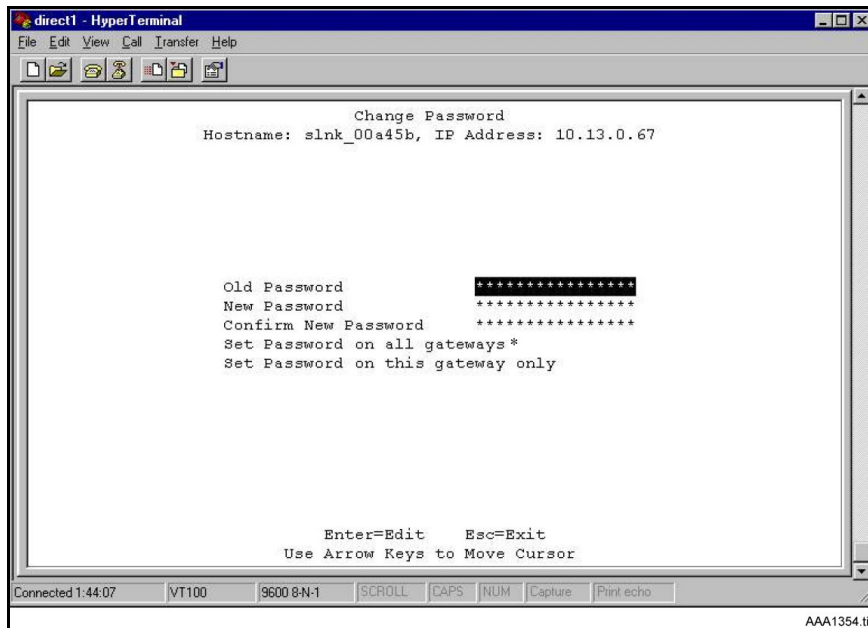 direct1 - HyperTerminal
File Edit View Call Transfer Help
Change Password
Hostname: slnk_00a45b, IP Address: 10.13.0.67
Old Password ****************
New Password ****************
Confirm New Password ****************
Set Password on all gateways *
Set Password on this gateway only
Enter=Edit Esc=Exit
Use Arrow Keys to Move Cursor
Connected 1:44:07 VT100 9600 8-N-1 SCROLL CAPS NUM Capture Print echo